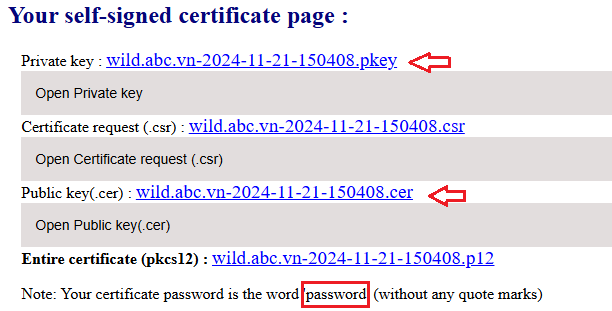 Your self-signed certificate page :
Private key : wild.abc.vn-2024-11-21-150408.pkey
Open Private key
Certificate request (.csr) : wild.abc.vn-2024-11-21-150408.csr
Open Certificate request (.csr)
Public key(.cer) : wild.abc.vn-2024-11-21-150408.cer
Open Public key(.cer)
Entire certificate (pkcs12) : wild.abc.vn-2024-11-21-150408.p12
Note: Your certificate password is the word 'password' (without any quote marks)